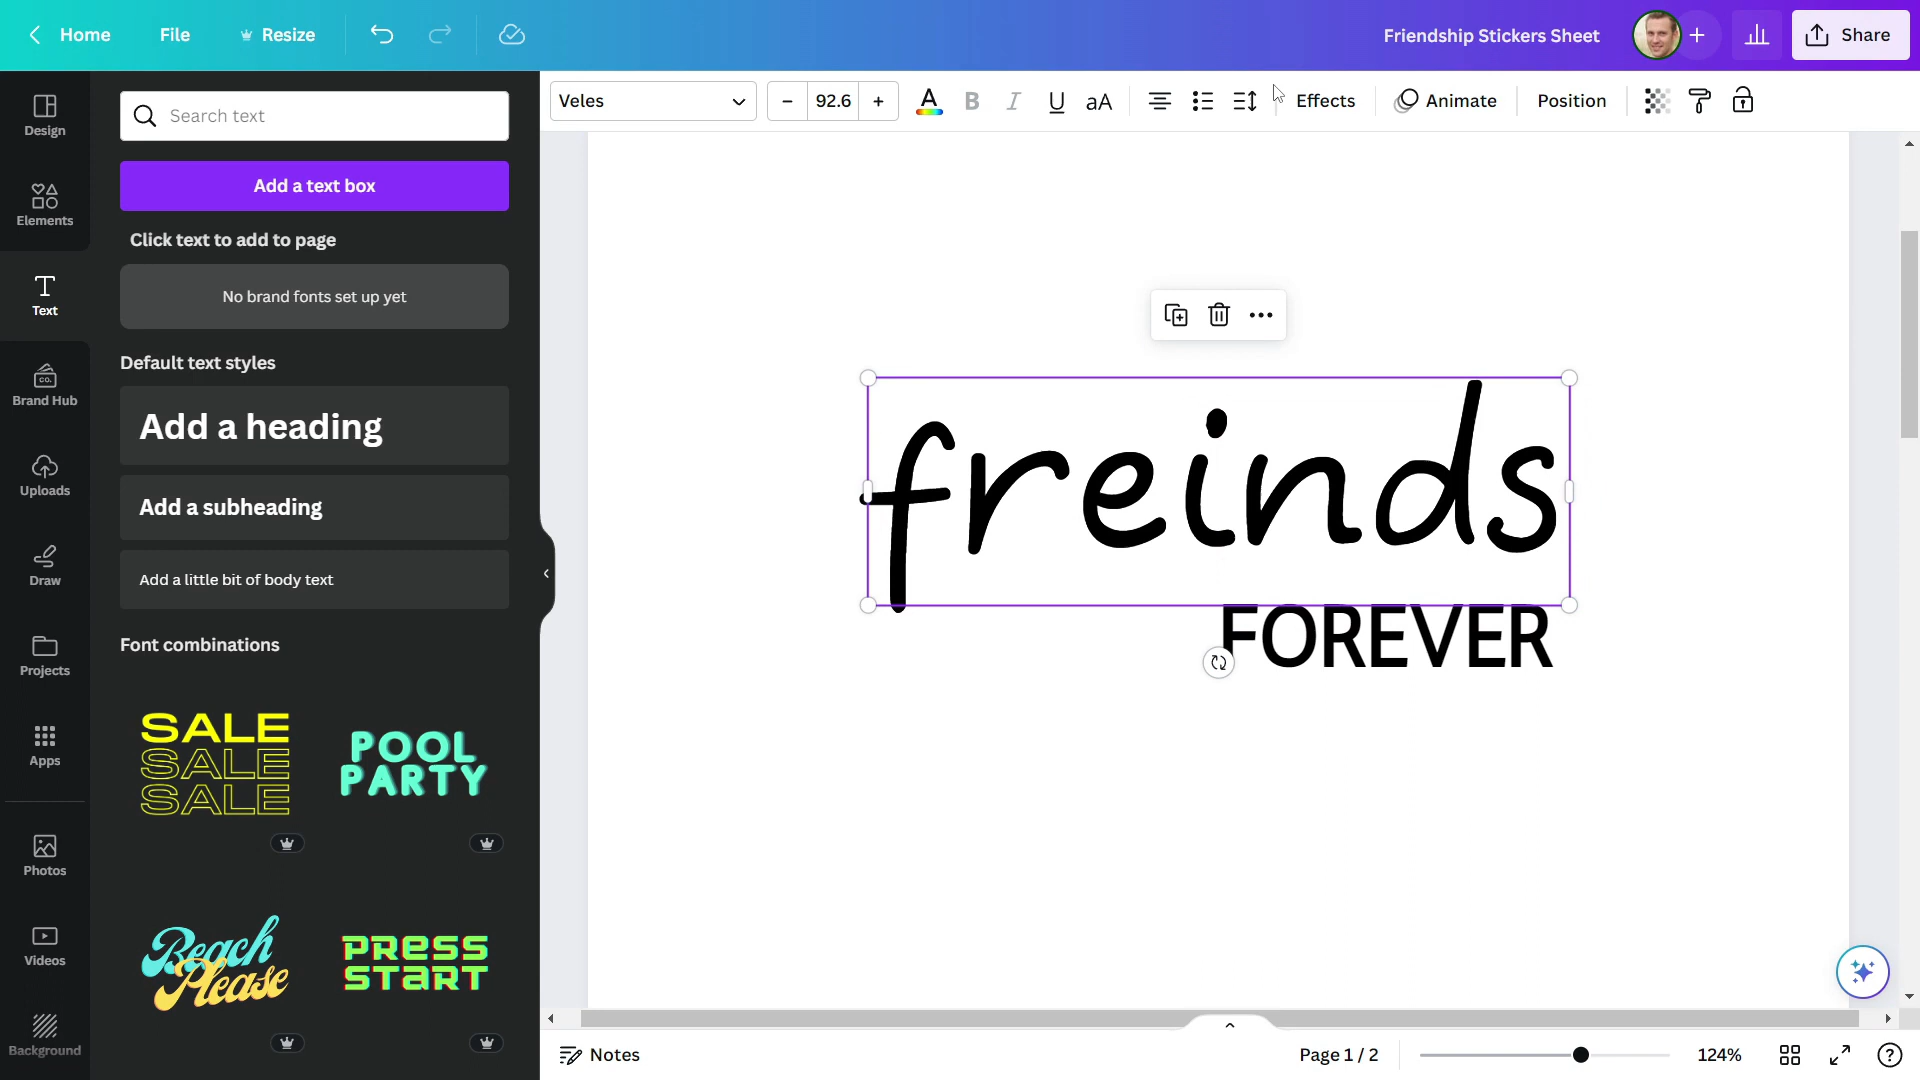 Home
File
Resize
Friendship Stickers Sheet
Share
Design
Elements
Text
Brand Hub
CO.
Uploads
Draw
Projects
Apps
Photos
Videos
Background
Search text
Add a text box
Click text to add to page
No brand fonts set up yet
Default text styles
Add a heading
Add a subheading
Add a little bit of body text
Font combinations
SALE
SALE
SALE
POOL
PARTY
Beach
Please
PRESS
START
Veles
92.6
A
B
I
U
aA
Effects
Animate
Position
freinds
FOREVER
Notes
Page 1 / 2
124%